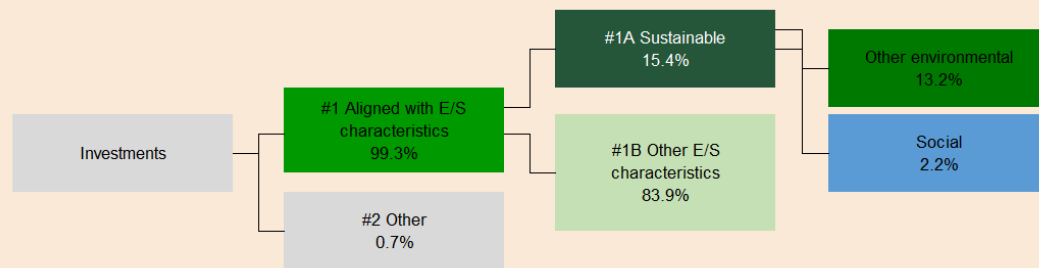 Investments
#1 Aligned with E/S
characteristics
99.3%
#2 Other
0.7%
#1A Sustainable
15.4%
#1B Other E/S
characteristics
83.9%
Other environmental
13.2%
Social
2.2%